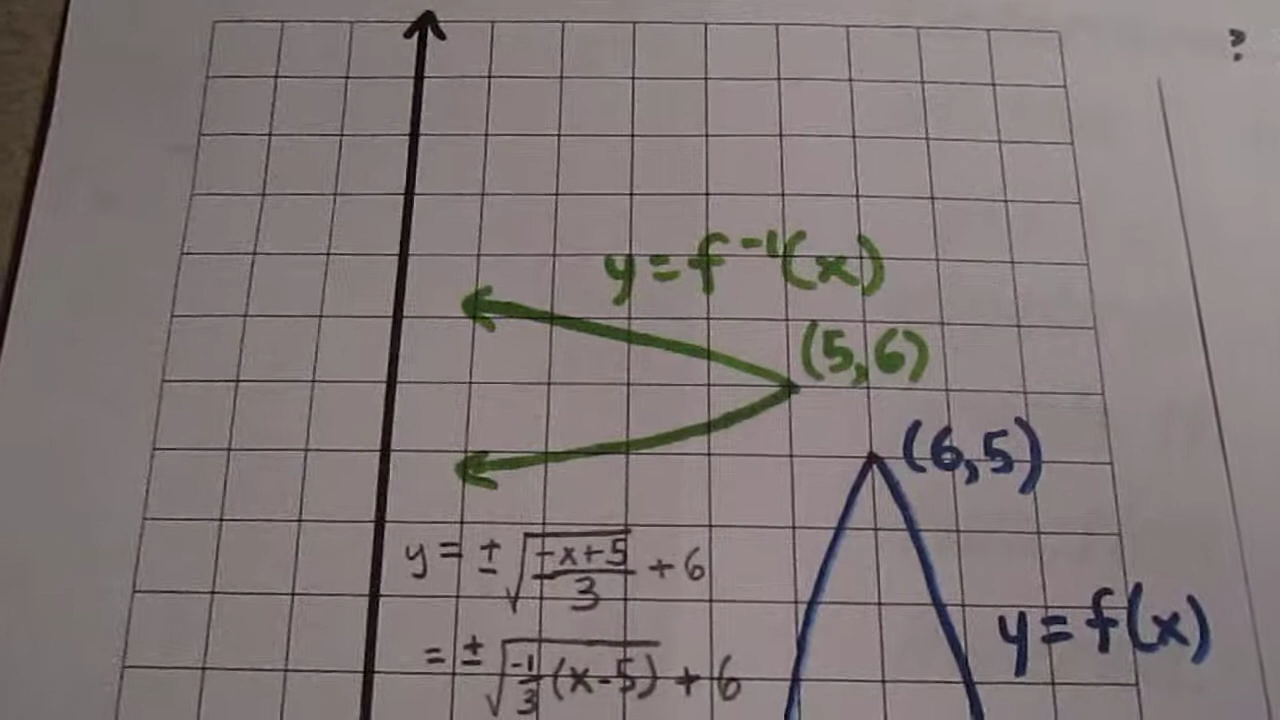 ?
y = f⁻¹(x)
(5,6)
(6,5)
y = ± √((-x+5)/3) + 6
y = f(x)
= ± √(-1/3 (x-5)) + 6